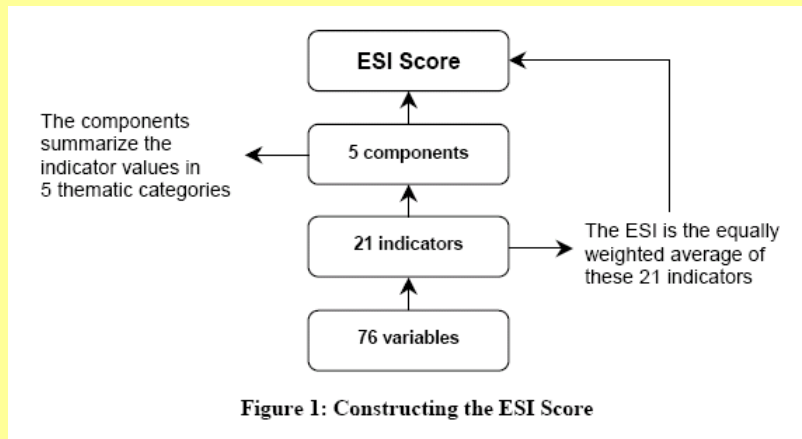 ESI Score
The components
summarize the
indicator values in
5 thematic categories
5 components
21 indicators
The ESI is the equally
weighted average of
these 21 indicators
76 variables
Figure 1: Constructing the ESI Score